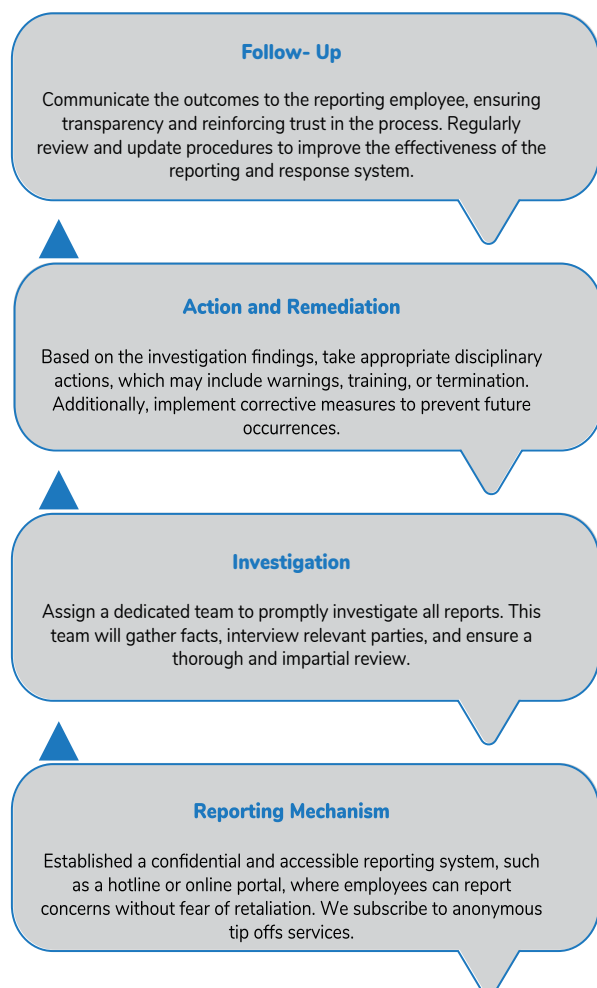 Follow- Up
Communicate the outcomes to the reporting employee, ensuring
transparency and reinforcing trust in the process. Regularly
review and update procedures to improve the effectiveness of the
reporting and response system.
Action and Remediation
Based on the investigation findings, take appropriate disciplinary
actions, which may include warnings, training, or termination.
Additionally, implement corrective measures to prevent future
occurrences.
Investigation
Assign a dedicated team to promptly investigate all reports. This
team will gather facts, interview relevant parties, and ensure a
thorough and impartial review.
Reporting Mechanism
Established a confidential and accessible reporting system, such
as a hotline or online portal, where employees can report
concerns without fear of retaliation. We subscribe to anonymous
tip offs services.